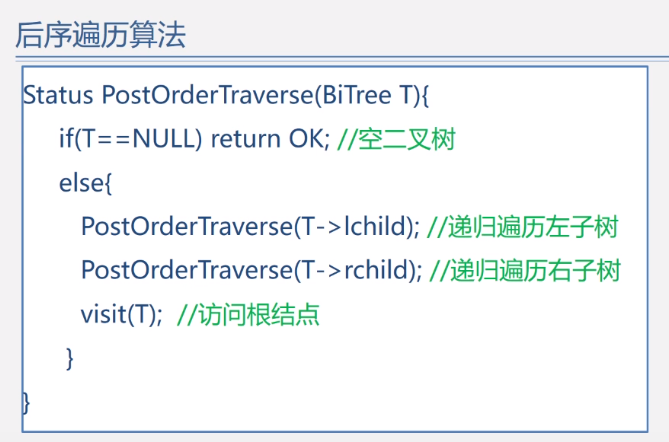 后序遍历算法
Status PostOrderTraverse(BiTree T){
if(T==NULL) return OK; //空二叉树
else{
PostOrderTraverse(T->lchild); //递归遍历左子树
PostOrderTraverse(T->rchild); //递归遍历右子树
visit(T); //访问根结点
}
}